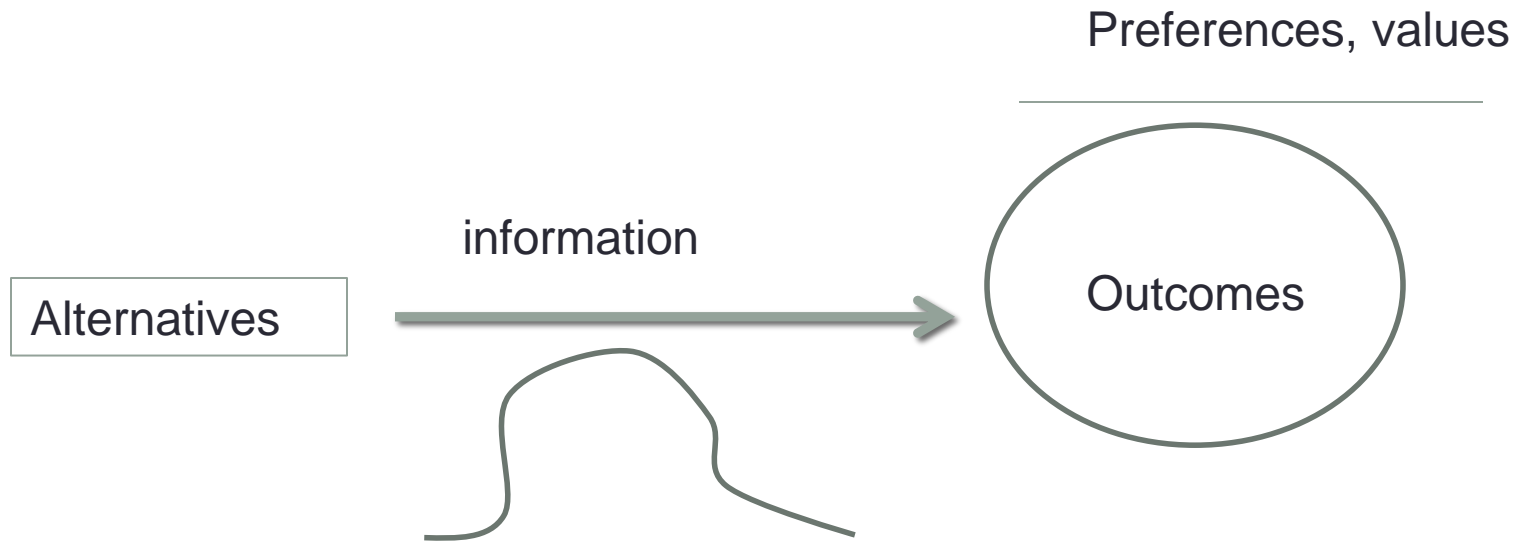 Preferences, values
information
Alternatives
Outcomes